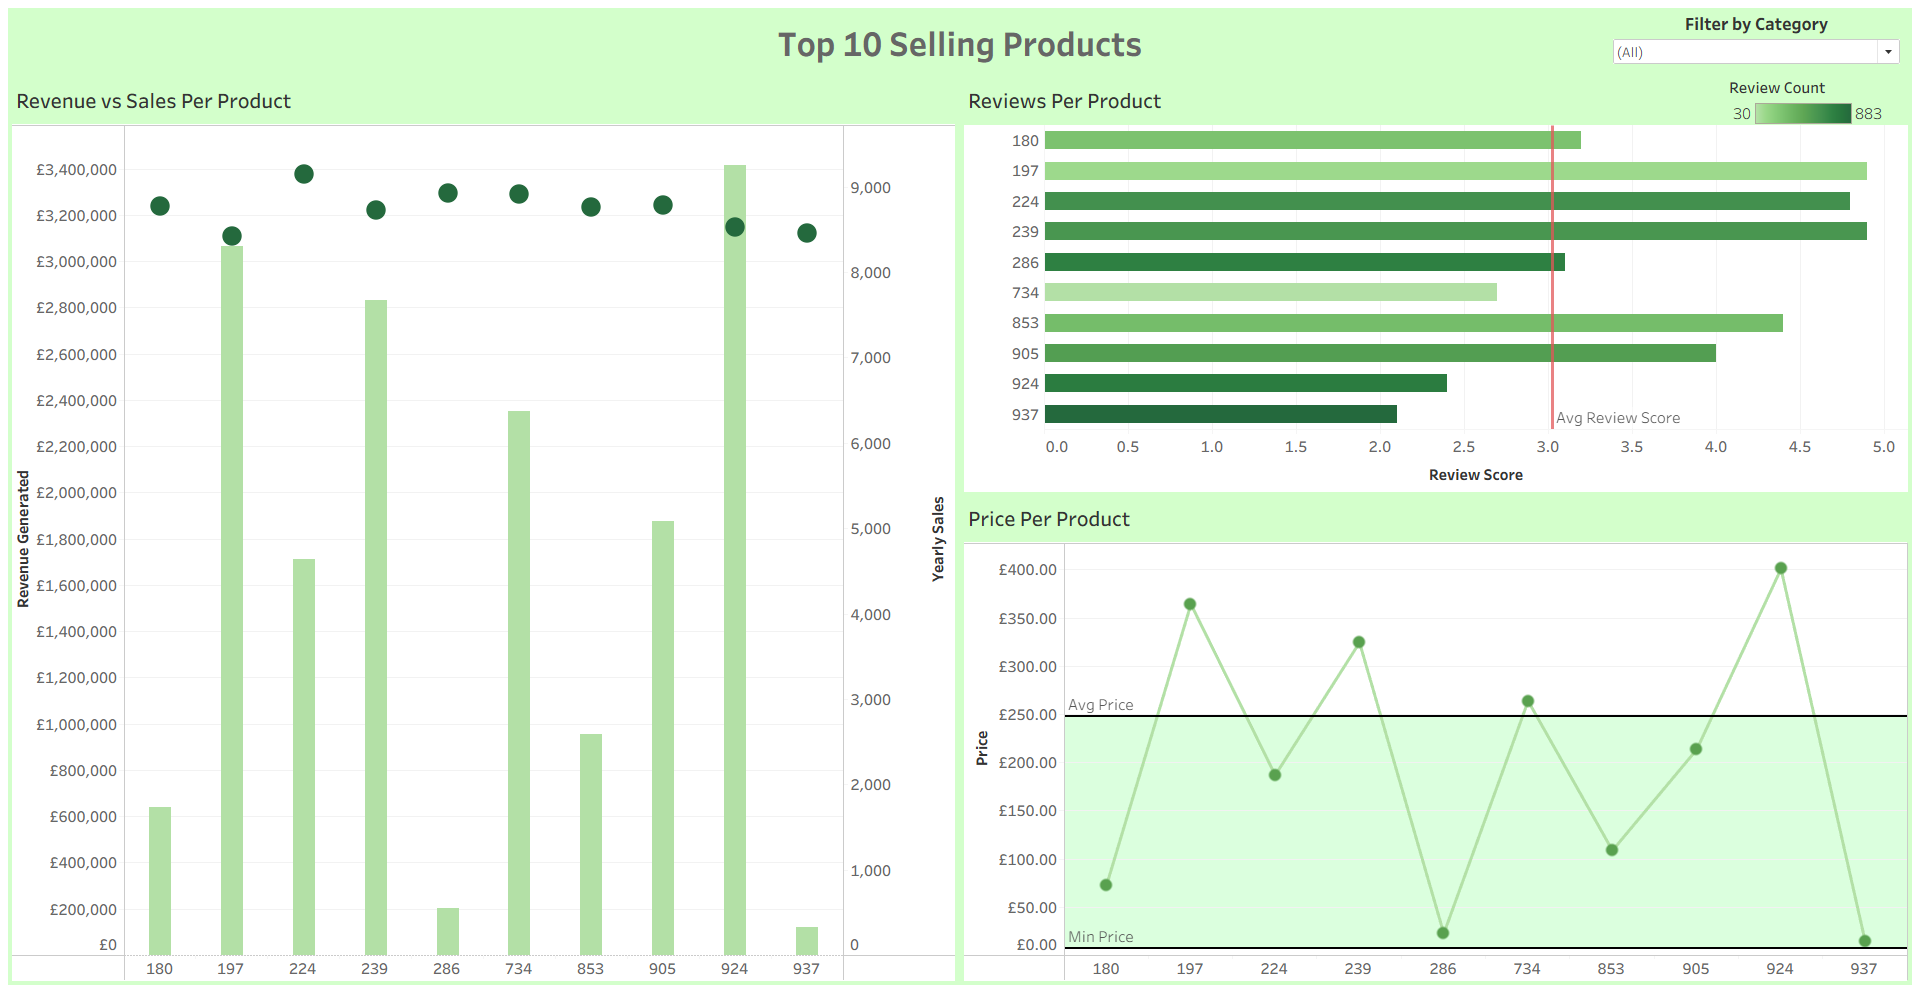 Top 10 Selling Products
Filter by Category
(All)
Revenue vs Sales Per Product
£3,400,000
£3,200,000
£3,000,000
£2,800,000
£2,600,000
£2,400,000
£2,200,000
£2,000,000
£1,800,000
£1,600,000
£1,400,000
£1,200,000
£1,000,000
£800,000
£600,000
£400,000
£200,000
£0
Revenue Generated
9,000
8,000
7,000
6,000
5,000
4,000
3,000
2,000
1,000
0
Yearly Sales
180 197 224 239 286 734 853 905 924 937
Reviews Per Product
Review Count
30 883
180
197
224
239
286
734
853
905
924
937
Avg Review Score
0.0 0.5 1.0 1.5 2.0 2.5 3.0 3.5 4.0 4.5 5.0
Review Score
Price Per Product
£400.00
£350.00
£300.00
Avg Price
£250.00
£200.00
£150.00
£100.00
£50.00
Min Price
£0.00
Price
180 197 224 239 286 734 853 905 924 937